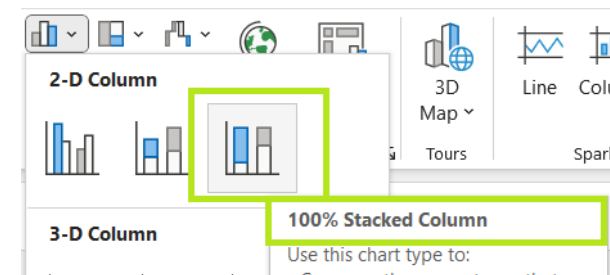 2-D Column
3D
Map
Line
Tours
3-D Column
100% Stacked Column
Use this chart type to: